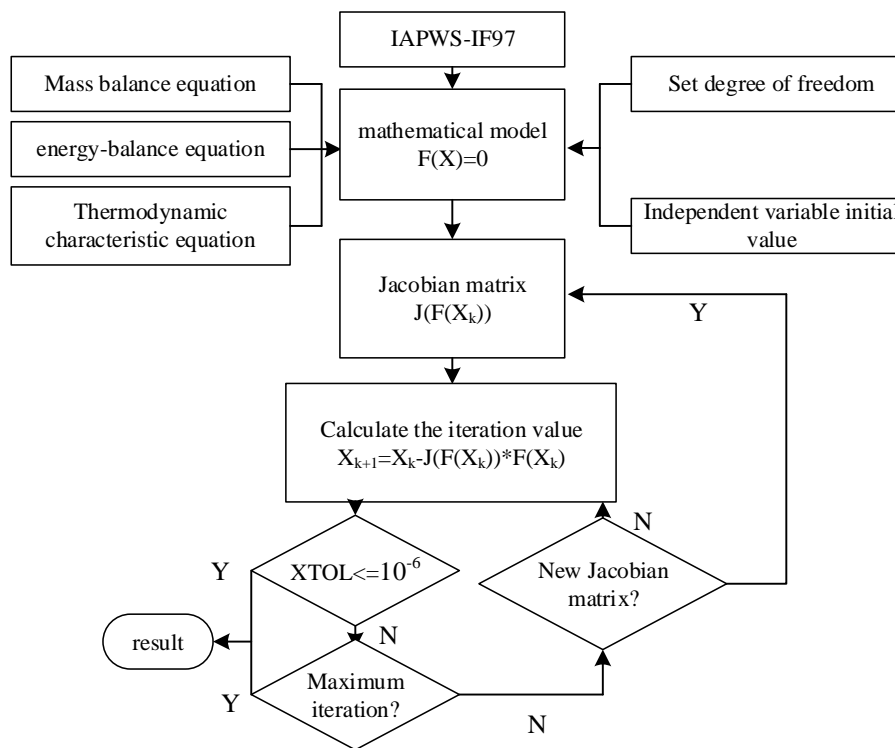 IAPWS-IF97
Mass balance equation
Set degree of freedom
mathematical model
F(X)=0
energy-balance equation
Thermodynamic
characteristic equation
Independent variable initial
value
Jacobian matrix
J(F(Xₖ))
Y
Calculate the iteration value
Xₖ₊₁=Xₖ-J(F(Xₖ))*F(Xₖ)
N
Y
XTOL<=10⁻⁶
New Jacobian
matrix?
result
N
Y
Maximum
iteration?
N